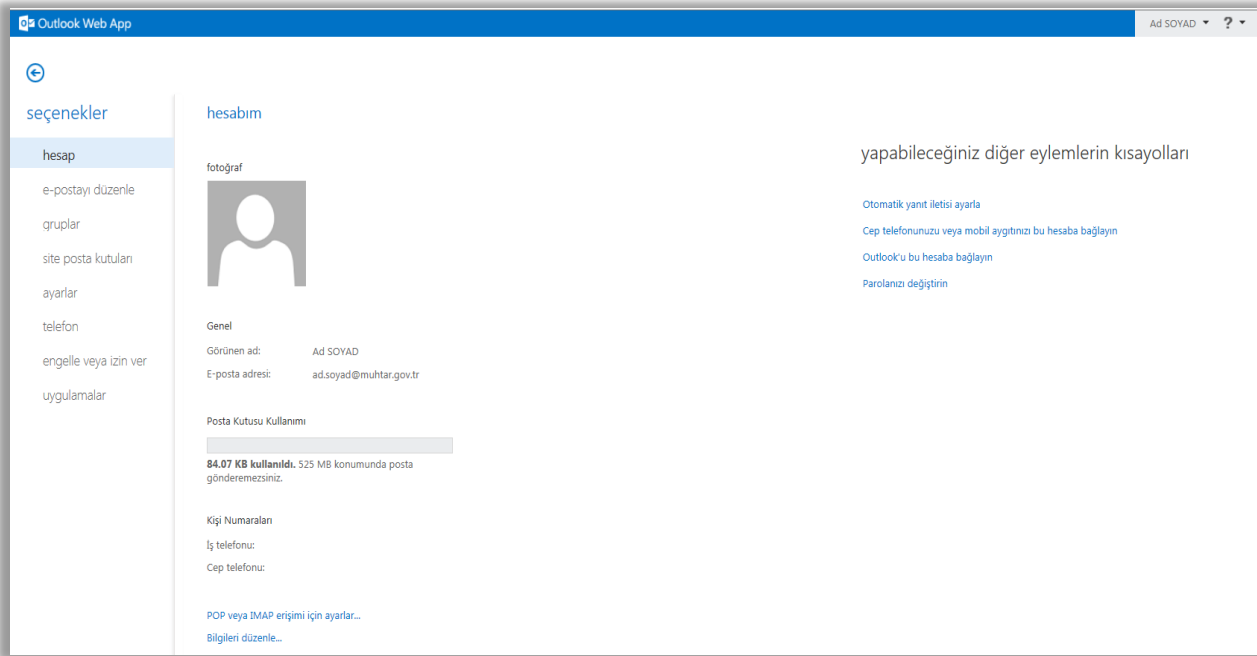 Outlook Web App
Ad SOYAD
?
seçenekler
hesap
e-postayı düzenle
gruplar
site posta kutuları
ayarlar
telefon
engelle veya izin ver
uygulamalar
hesabım
fotoğraf
Genel
Görünen ad: Ad SOYAD
E-posta adresi: ad.soyad@muhtar.gov.tr
Posta Kutusu Kullanımı
84.07 KB kullanıldı. 525 MB konumunda posta
gönderemezsiniz.
Kişi Numaraları
İş telefonu:
Cep telefonu:
POP veya IMAP erişimi için ayarlar...
Bilgileri düzenle...
yapabileceğiniz diğer eylemlerin kısayolları
Otomatik yanıt iletisi ayarla
Cep telefonunuzu veya mobil aygıtınızı bu hesaba bağlayın
Outlook'u bu hesaba bağlayın
Parolanızı değiştirin